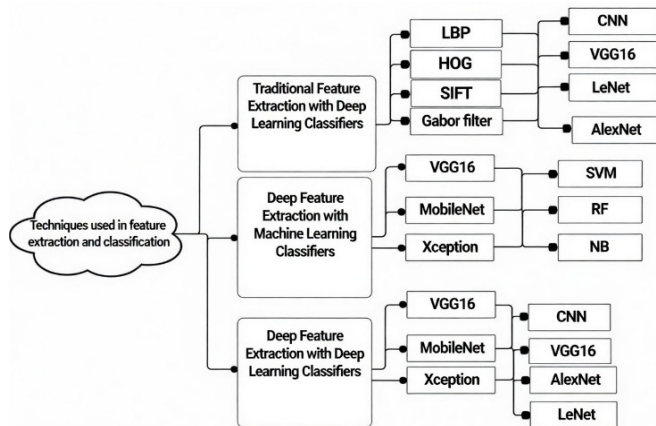 Techniques used in feature
extraction and classification
Traditional Feature
Extraction with Deep
Learning Classifiers
LBP
HOG
SIFT
Gabor filter
CNN
VGG16
LeNet
AlexNet
Deep Feature
Extraction with
Machine Learning
Classifiers
VGG16
MobileNet
Xception
SVM
RF
NB
Deep Feature
Extraction with Deep
Learning Classifiers
VGG16
MobileNet
Xception
CNN
VGG16
AlexNet
LeNet